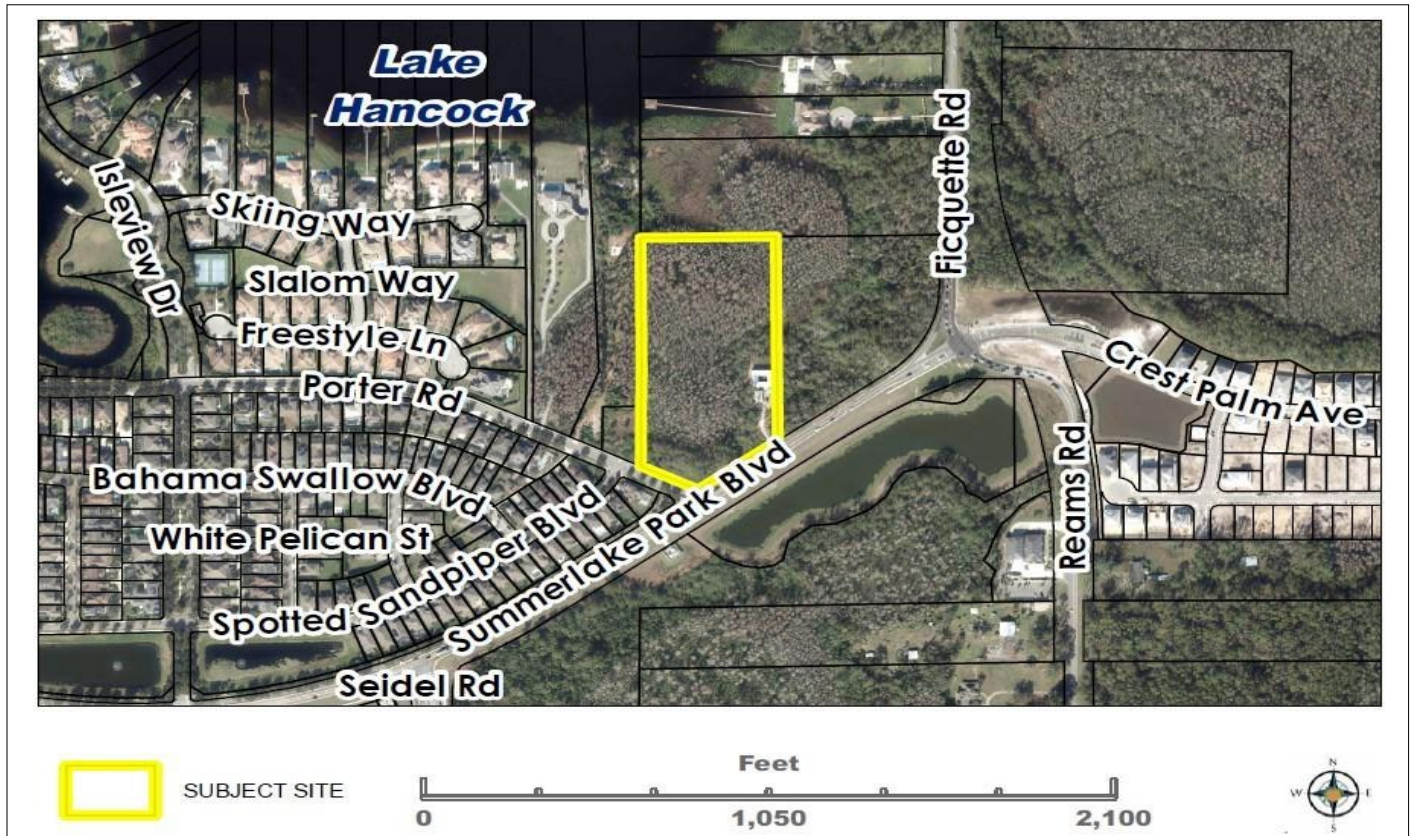 Lake
Hancock
Ficquette Rd
Isleview Dr
Skiing Way
Slalom Way
Freestyle Ln
Porter Rd
Crest Palm Ave
Bahama Swallow Blvd
White Pelican St
Spotted Sandpiper Blvd
Summerlake Park Blvd
Reams Rd
Seidel Rd
SUBJECT SITE
Feet
0 1,050 2,100
N
W E
S